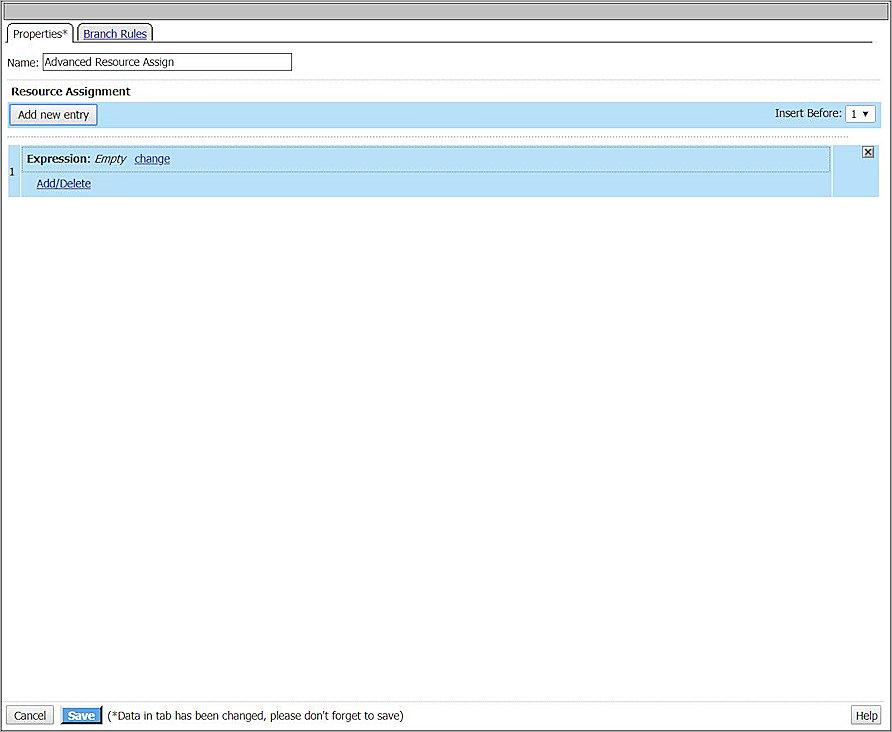 Properties* Branch Rules
Name: Advanced Resource Assign
Resource Assignment
Add new entry Insert Before: 1
Expression: Empty change
1
Add/Delete
Cancel Save (*Data in tab has been changed, please don't forget to save) Help